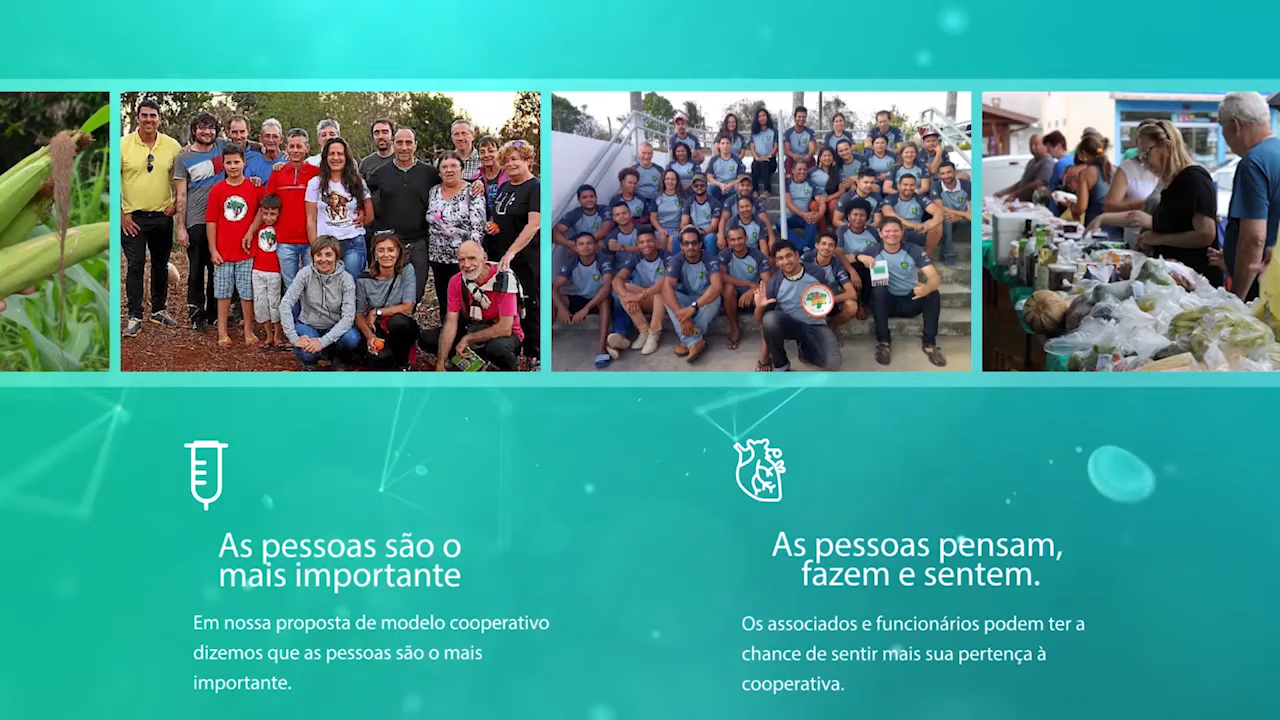 As pessoas são o
mais importante
Em nossa proposta de modelo cooperativo
dizemos que as pessoas são o mais
importante.
As pessoas pensam,
fazem e sentem.
Os associados e funcionários podem ter a
chance de sentir mais sua pertença à
cooperativa.